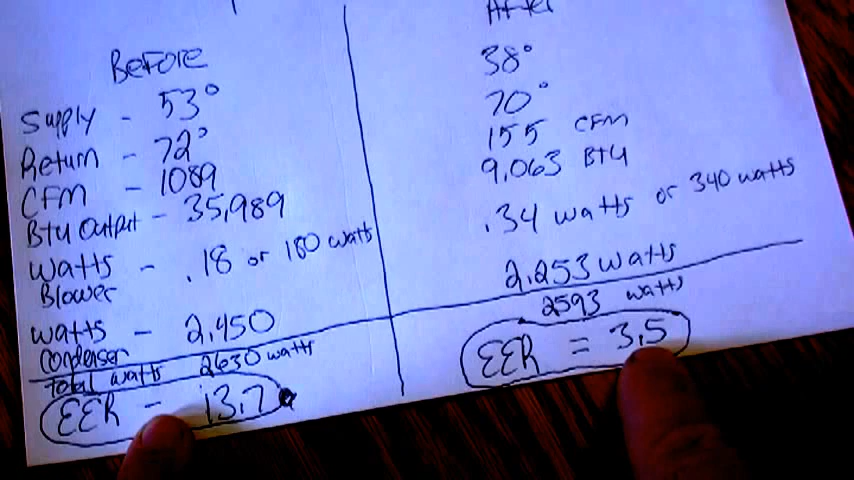 After
Before
Supply - 53° 38°
Return - 72° 70°
CFM - 1089 155 CFM
Btu output - 35,989 9,063 Btu
Watts - .18 or 180 watts .34 watts or 340 watts
Blower
Watts - 2,450 2,253 watts
Condenser
Total watts 2630 watts 2593 watts
EER - 13.7 EER = 3.5